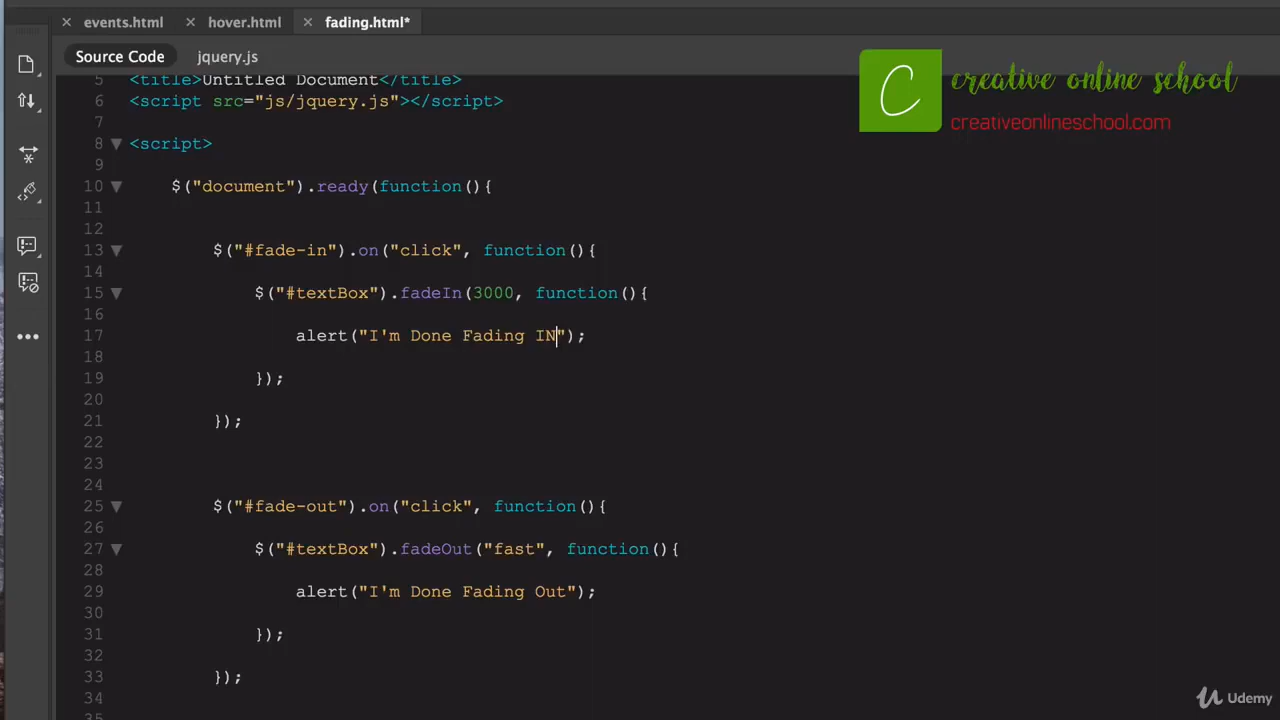 events.html hover.html fading.html*
Source Code jquery.js
C creative online school
creativeonlineschool.com
5 <title>Untitled Document</title>
6 <script src="js/jquery.js"></script>
7
8 <script>
9
10 $("document").ready(function(){
11
12
13 $("#fade-in").on("click", function(){
14
15 $("#textBox").fadeIn(3000, function(){
16
17 alert("I'm Done Fading IN");
18
19 });
20
21 });
22
23
24
25 $("#fade-out").on("click", function(){
26
27 $("#textBox").fadeOut("fast", function(){
28
29 alert("I'm Done Fading Out");
30
31 });
32
33 });
34
35
Udemy